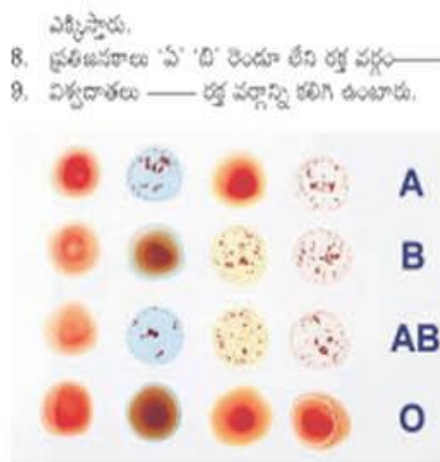 ఎక్కిస్తారు.
8. ప్రతిజనకాలు 'ఏ' 'బి' రెండూ లేని రక్త వర్గం——
9. విశ్వదాతలు —— రక్త వర్గాన్ని కలిగి ఉంటారు.
A
B
AB
O